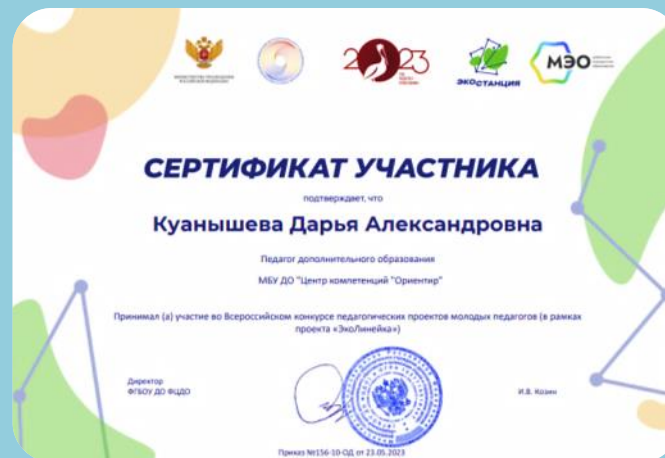 2023
ЭКОСТАНЦИЯ
МЭО
СЕРТИФИКАТ УЧАСТНИКА
подтверждает, что
Куанышева Дарья Александровна
Педагог дополнительного образования
МБУ ДО "Центр компетенций "Ориентир"
Принимал (а) участие во Всероссийском конкурсе педагогических проектов молодых педагогов (в рамках
проекта «ЭкоЛинейка»)
Директор
ФГБОУ ДО ФЦДО
И.В. Козин
Приказ №156-10-ОД от 23.05.2023